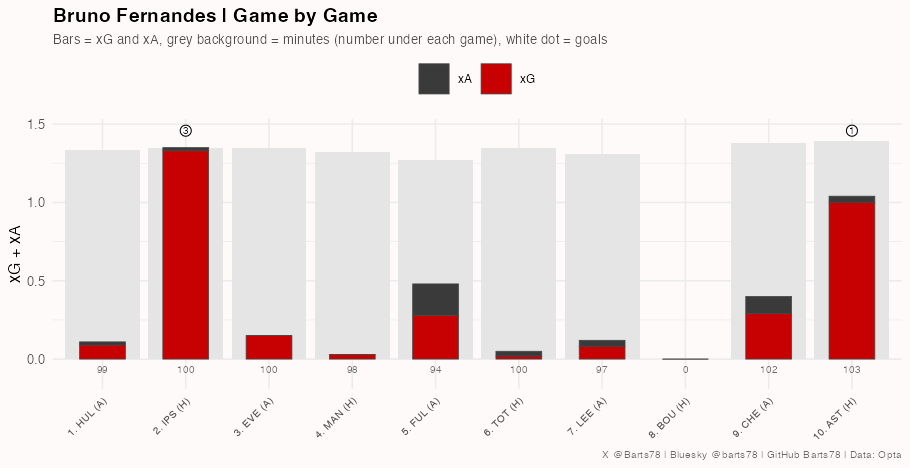 Bruno Fernandes | Game by Game
Bars = xG and xA, grey background = minutes (number under each game), white dot = goals
xA xG
xG + xA
1.5
1.0
0.5
0.0
3 1
99 100 100 98 94 100 97 0 102 103
1. HUL (A) 2. IPS (H) 3. EVE (A) 4. MAN (H) 5. FUL (A) 6. TOT (H) 7. LEE (A) 8. BOU (H) 9. CHE (A) 10. AST (H)
X @Barts78 | Bluesky @barts78 | GitHub Barts78 | Data: Opta